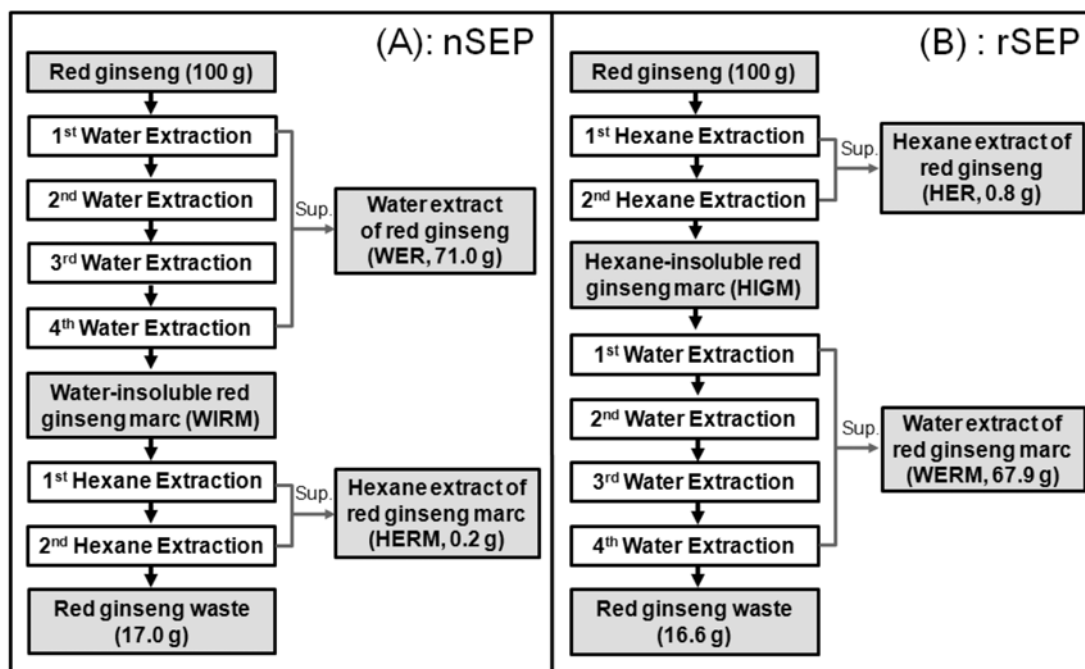 (A): nSEP
Red ginseng (100 g)
1st Water Extraction
2nd Water Extraction
3rd Water Extraction
4th Water Extraction
Sup.
Water extract
of red ginseng
(WER, 71.0 g)
Water-insoluble red
ginseng marc (WIRM)
1st Hexane Extraction
2nd Hexane Extraction
Sup.
Hexane extract of
red ginseng marc
(HERM, 0.2 g)
Red ginseng waste
(17.0 g)
(B) : rSEP
Red ginseng (100 g)
1st Hexane Extraction
2nd Hexane Extraction
Sup.
Hexane extract of
red ginseng
(HER, 0.8 g)
Hexane-insoluble red
ginseng marc (HIGM)
1st Water Extraction
2nd Water Extraction
3rd Water Extraction
4th Water Extraction
Sup.
Water extract of
red ginseng marc
(WERM, 67.9 g)
Red ginseng waste
(16.6 g)